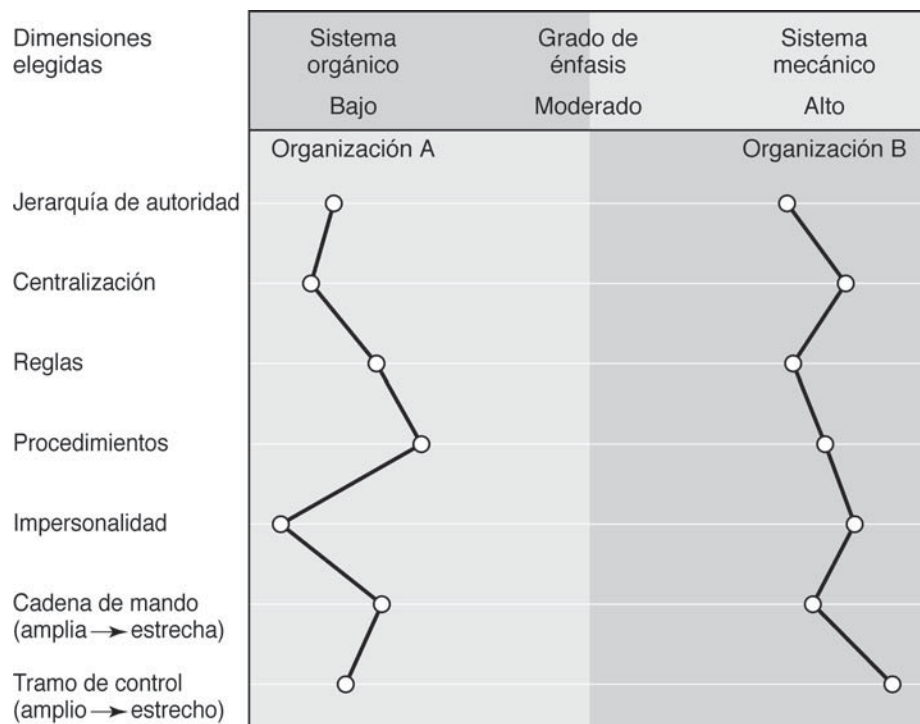 Dimensiones
elegidas
Sistema
orgánico
Grado de
énfasis
Sistema
mecánico
Bajo
Moderado
Alto
Organización A
Organización B
Jerarquía de autoridad
Centralización
Reglas
Procedimientos
Impersonalidad
Cadena de mando
(amplia → estrecha)
Tramo de control
(amplio → estrecho)